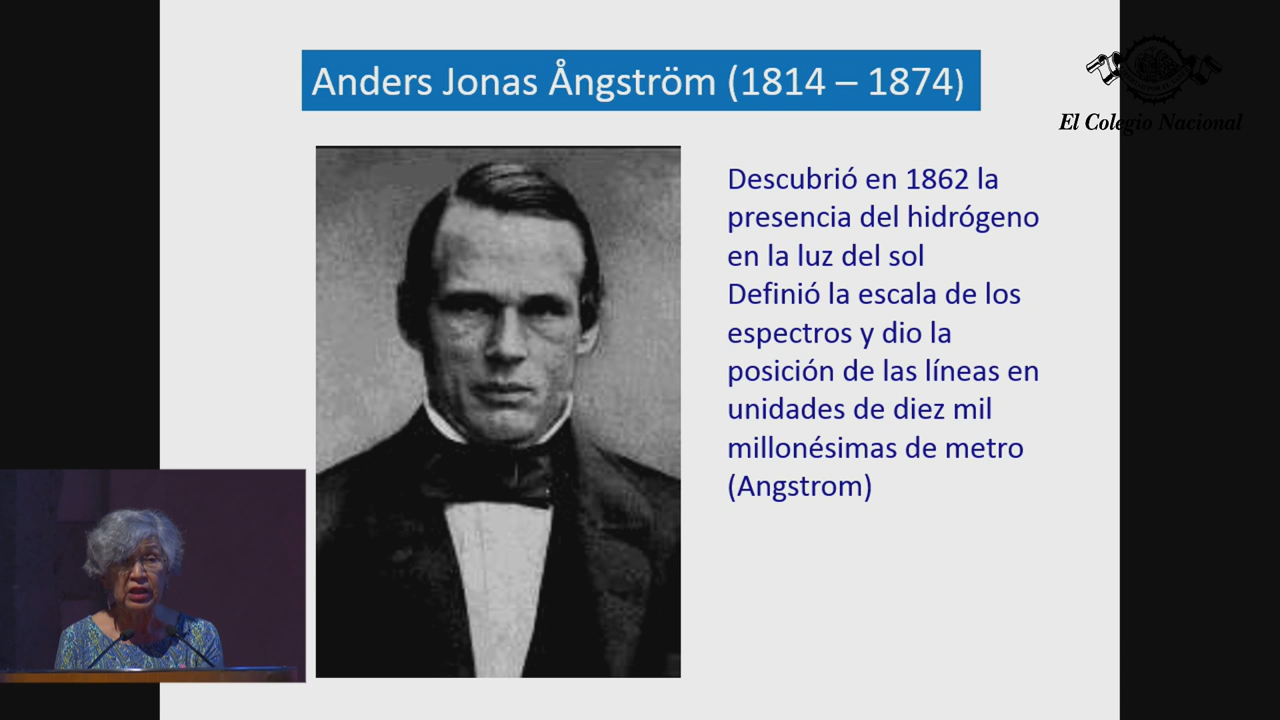 Anders Jonas Ångström (1814 – 1874)
El Colegio Nacional
Descubrió en 1862 la
presencia del hidrógeno
en la luz del sol
Definió la escala de los
espectros y dio la
posición de las líneas en
unidades de diez mil
millonésimas de metro
(Angstrom)